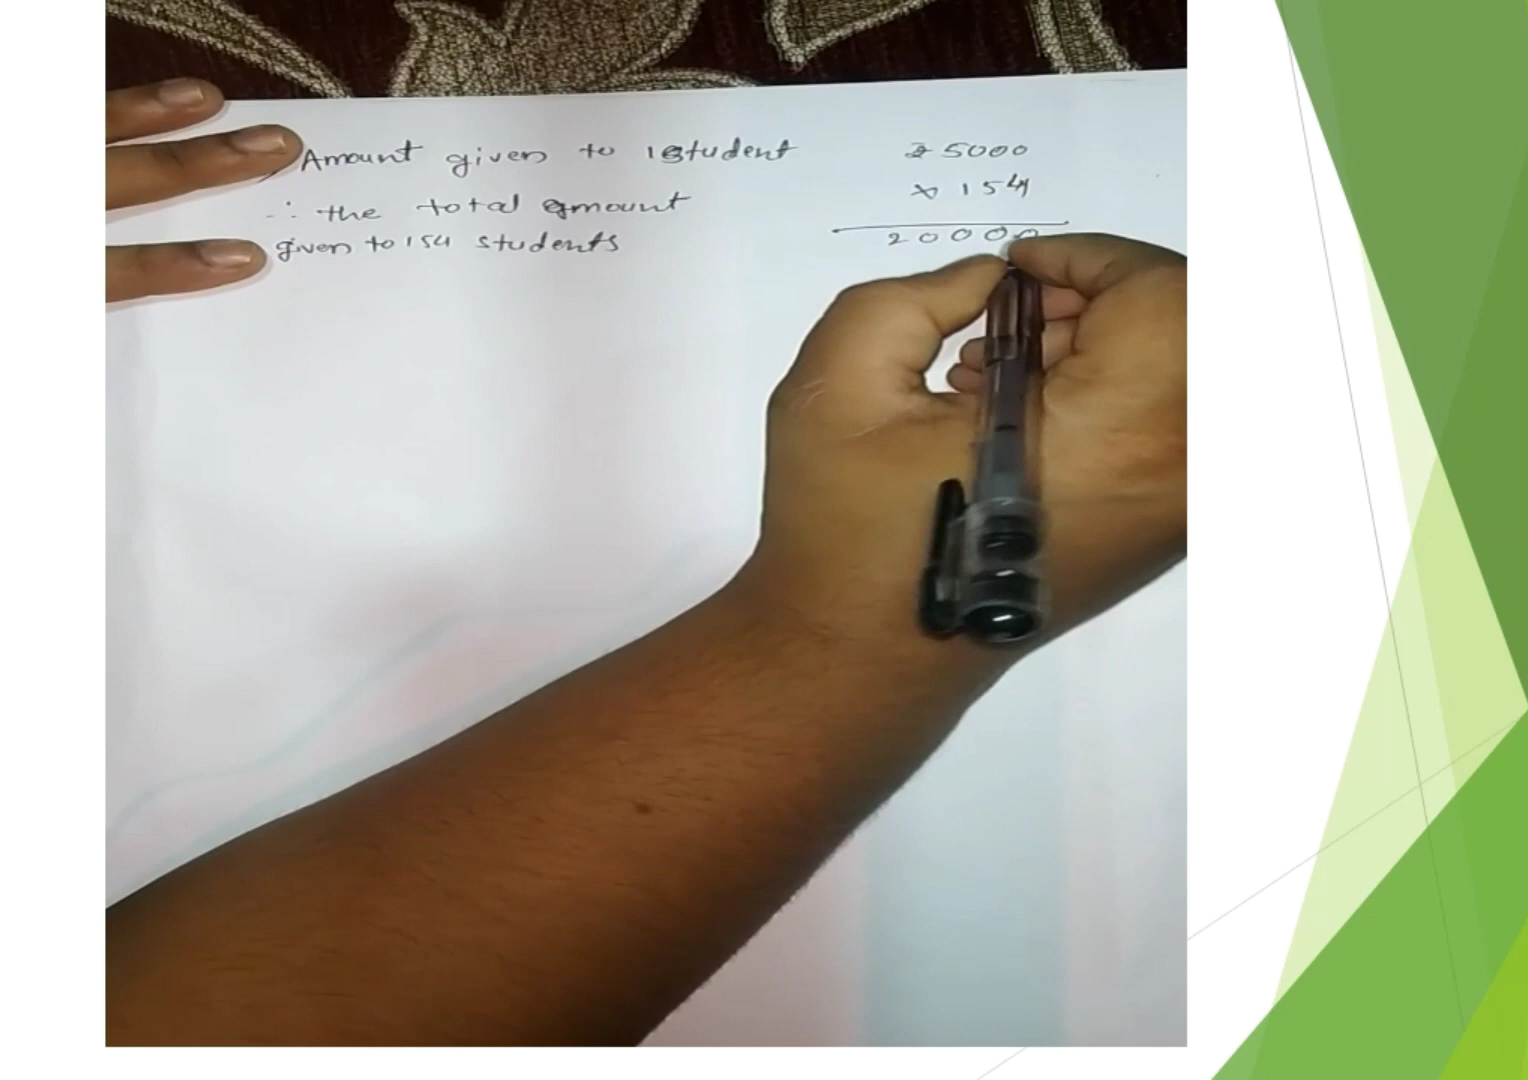 Amount given to 1 student ₹ 5000
∴ the total amount × 154
given to 154 students 20000